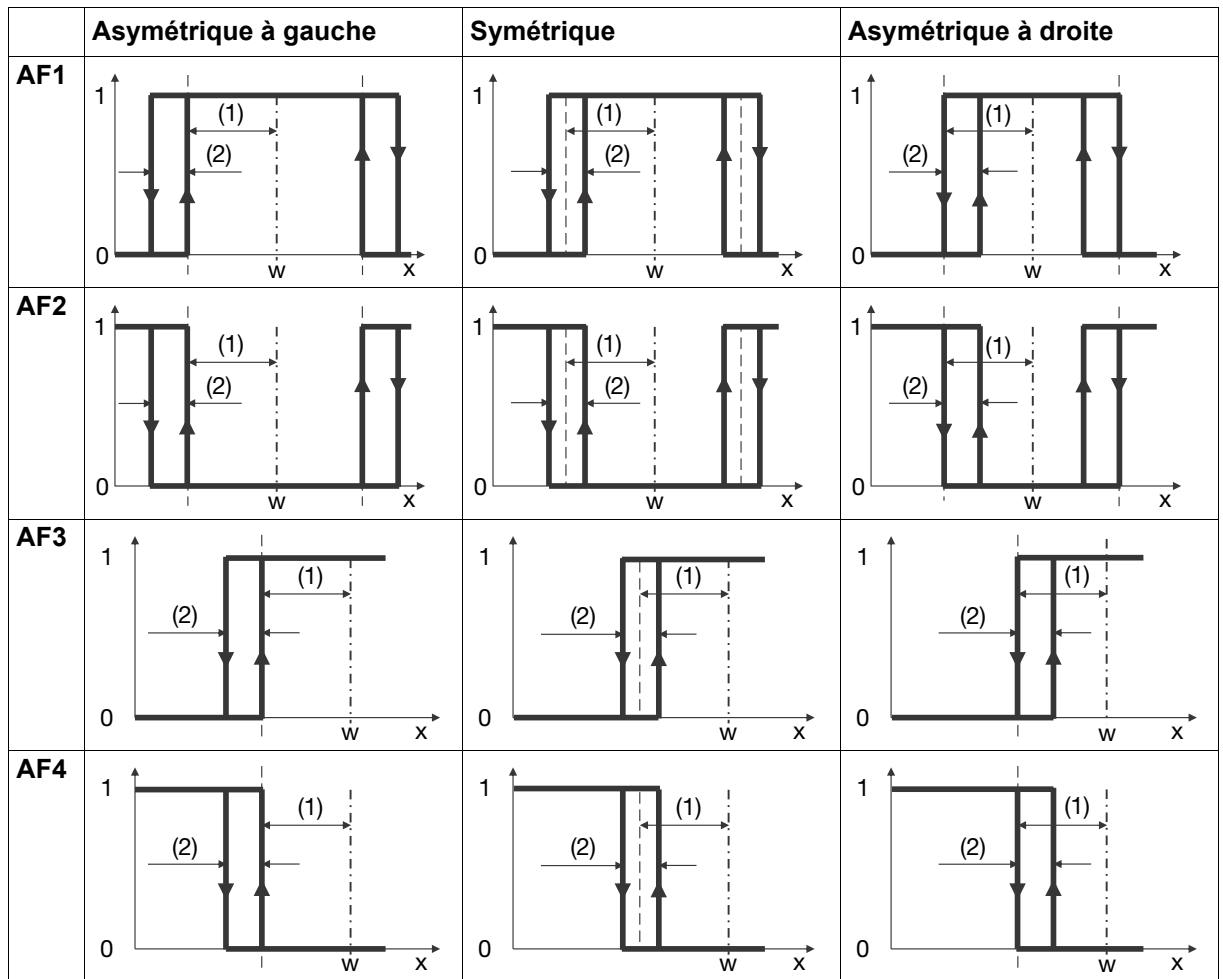 Asymétrique à gauche Symétrique Asymétrique à droite
AF1
1 (1) (2) 0 w x
1 (1) (2) 0 w x
1 (1) (2) 0 w x
AF2
1 (1) (2) 0 w x
1 (1) (2) 0 w x
1 (1) (2) 0 w x
AF3
1 (1) (2) 0 w x
1 (1) (2) 0 w x
1 (1) (2) 0 w x
AF4
1 (1) (2) 0 w x
1 (1) (2) 0 w x
1 (1) (2) 0 w x